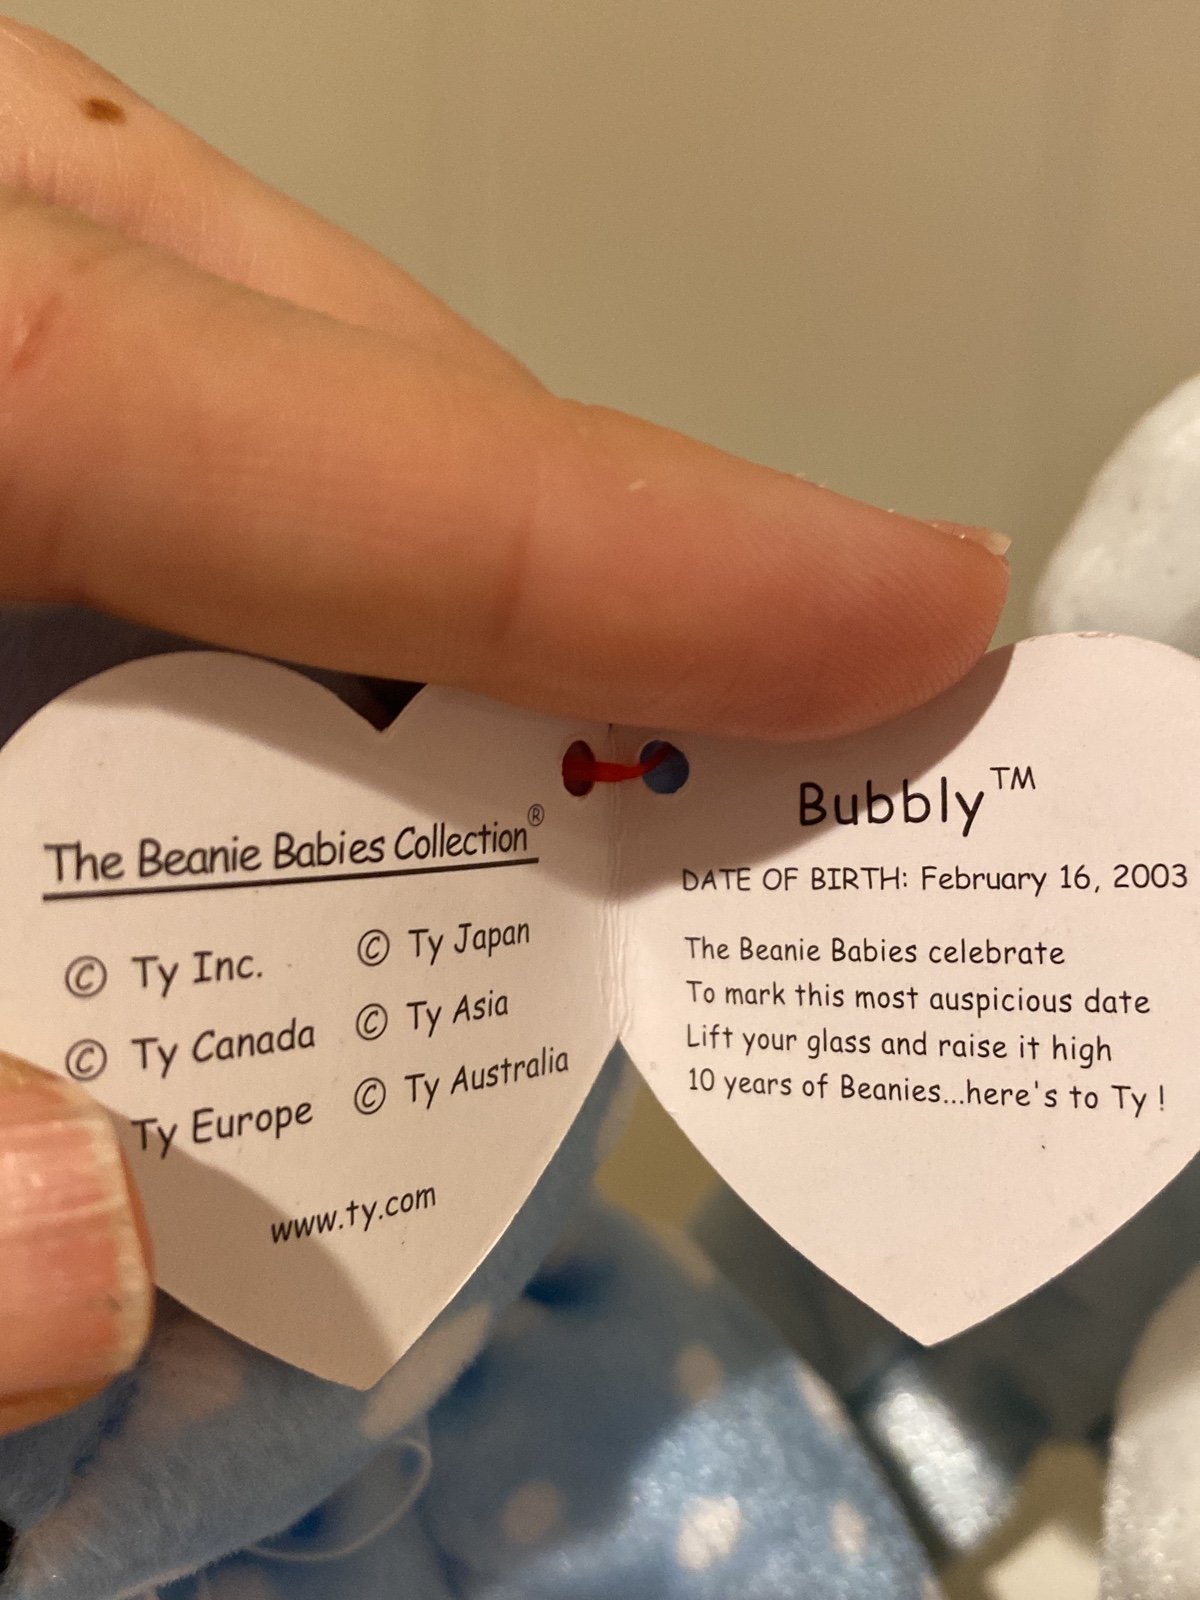 The Beanie Babies Collection®
© Ty Inc.
© Ty Canada
Ty Europe
© Ty Japan
© Ty Asia
© Ty Australia
www.ty.com
Bubbly™
DATE OF BIRTH: February 16, 2003
The Beanie Babies celebrate
To mark this most auspicious date
Lift your glass and raise it high
10 years of Beanies...here's to Ty !